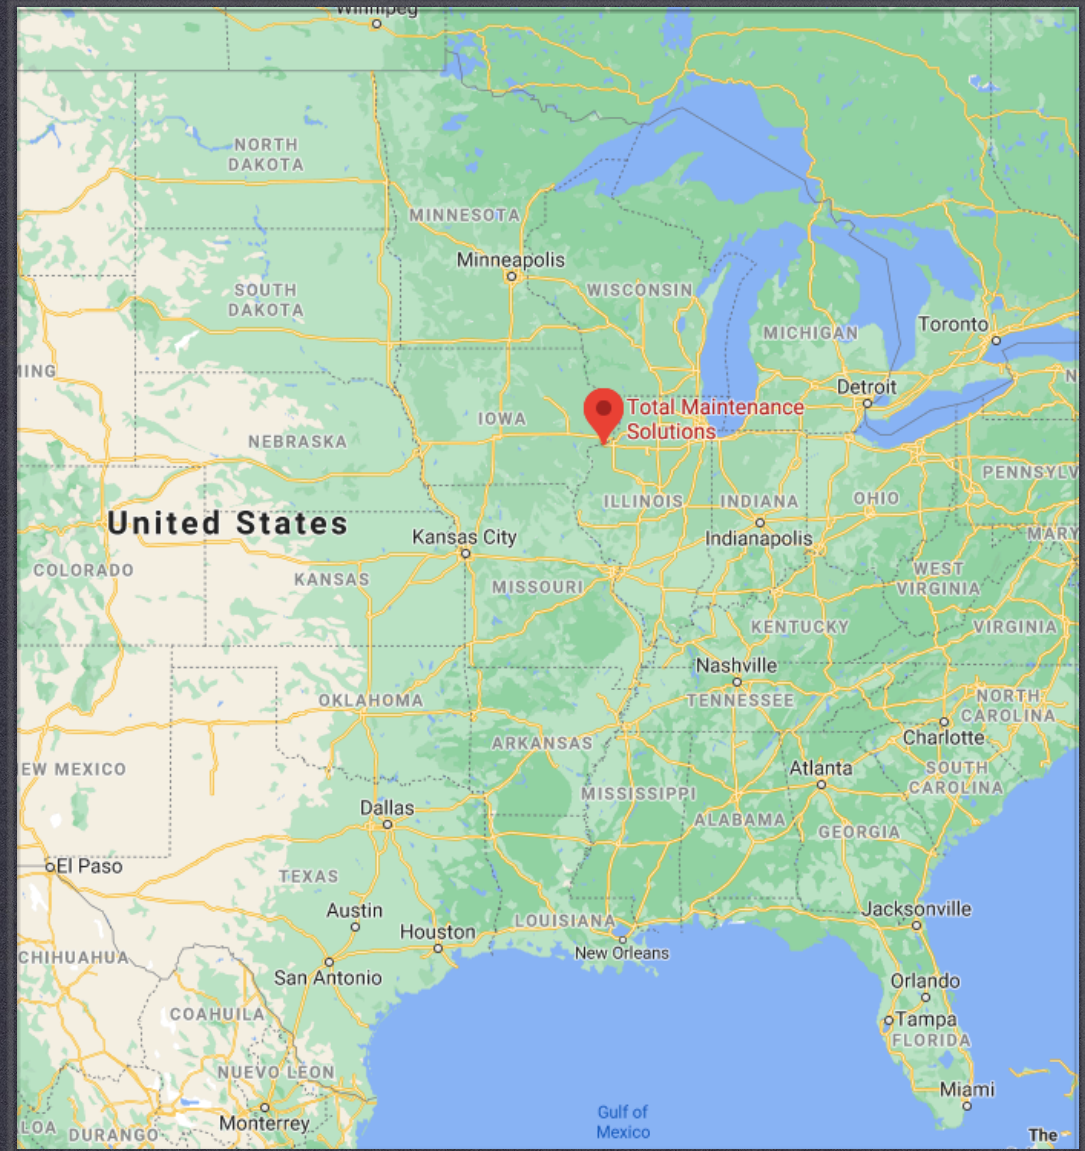 Winnipeg
NORTH
DAKOTA
MINNESOTA
Minneapolis
WISCONSIN
SOUTH
DAKOTA
MICHIGAN
Toronto
MING
Detroit
N
Total Maintenance
Solutions
IOWA
NEBRASKA
PENNSYLV
ILLINOIS
INDIANA
OHIO
United States
Kansas City
Indianapolis
MARY
COLORADO
KANSAS
MISSOURI
WEST
VIRGINIA
KENTUCKY
VIRGINIA
Nashville
TENNESSEE
OKLAHOMA
NORTH
CAROLINA
Charlotte
ARKANSAS
EW MEXICO
Atlanta
SOUTH
CAROLINA
MISSISSIPPI
Dallas
ALABAMA
GEORGIA
El Paso
TEXAS
Austin
Jacksonville
LOUISIANA
Houston
New Orleans
CHIHUAHUA
San Antonio
Orlando
COAHUILA
Tampa
FLORIDA
NUEVO LEON
Miami
Monterrey
Gulf of
Mexico
LOA
DURANGO
The